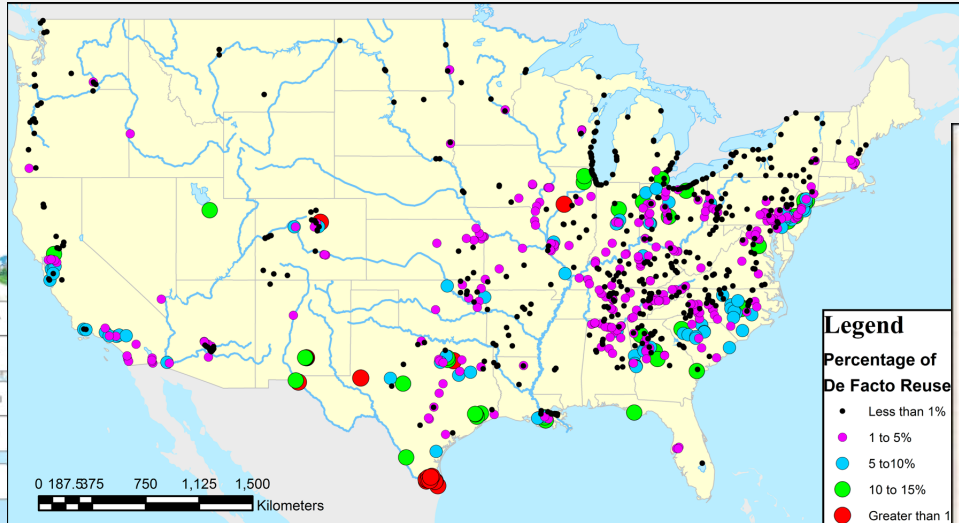 Legend
Percentage of
De Facto Reuse
Less than 1%
1 to 5%
5 to10%
10 to 15%
Greater than 1
0 187.5375 750 1,125 1,500
Kilometers